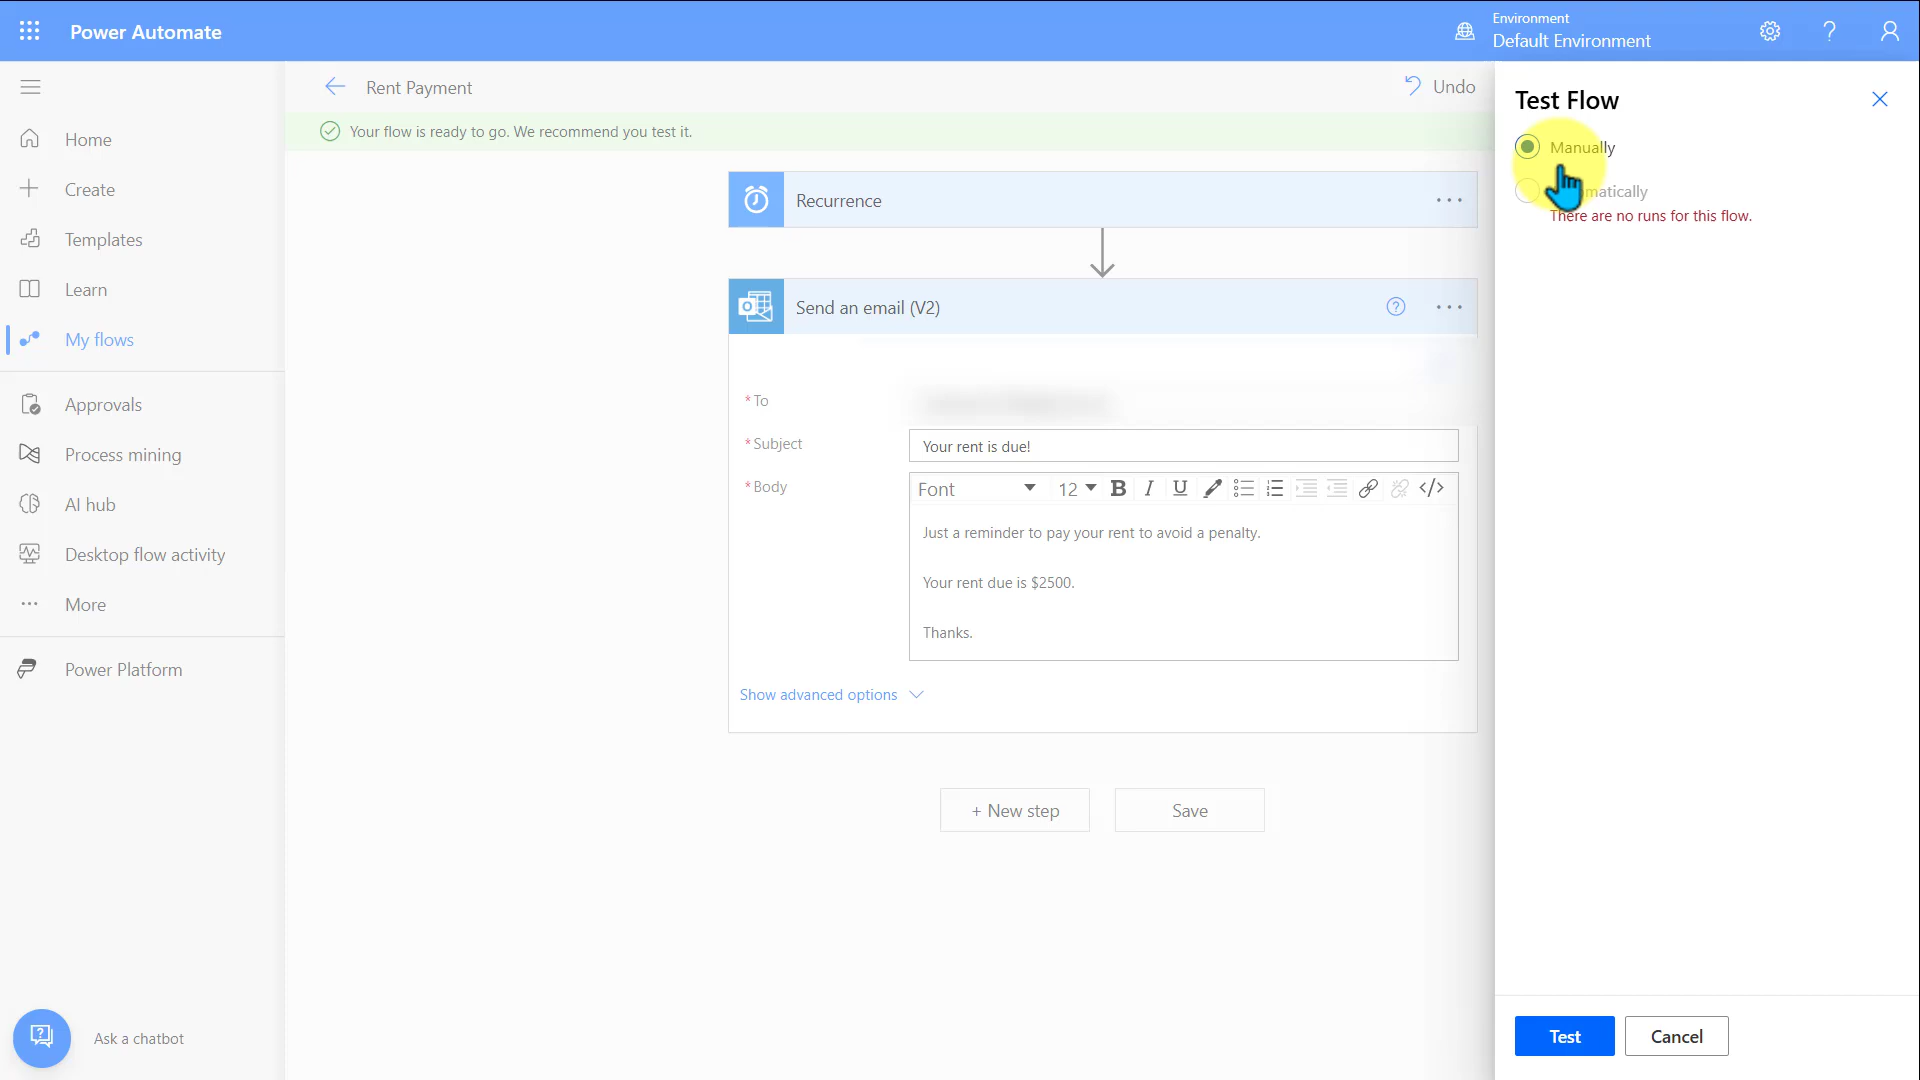 Power Automate
Environment
Default Environment
Rent Payment
Undo
Your flow is ready to go. We recommend you test it.
Home
Create
Templates
Learn
My flows
Approvals
Process mining
AI hub
Desktop flow activity
More
Power Platform
Ask a chatbot
Recurrence
Send an email (V2)
* To
* Subject
Your rent is due!
* Body
Font
12
B I U </>
Just a reminder to pay your rent to avoid a penalty.
Your rent due is $2500.
Thanks.
Show advanced options
+ New step
Save
Test Flow
Manually
matically
There are no runs for this flow.
Test
Cancel